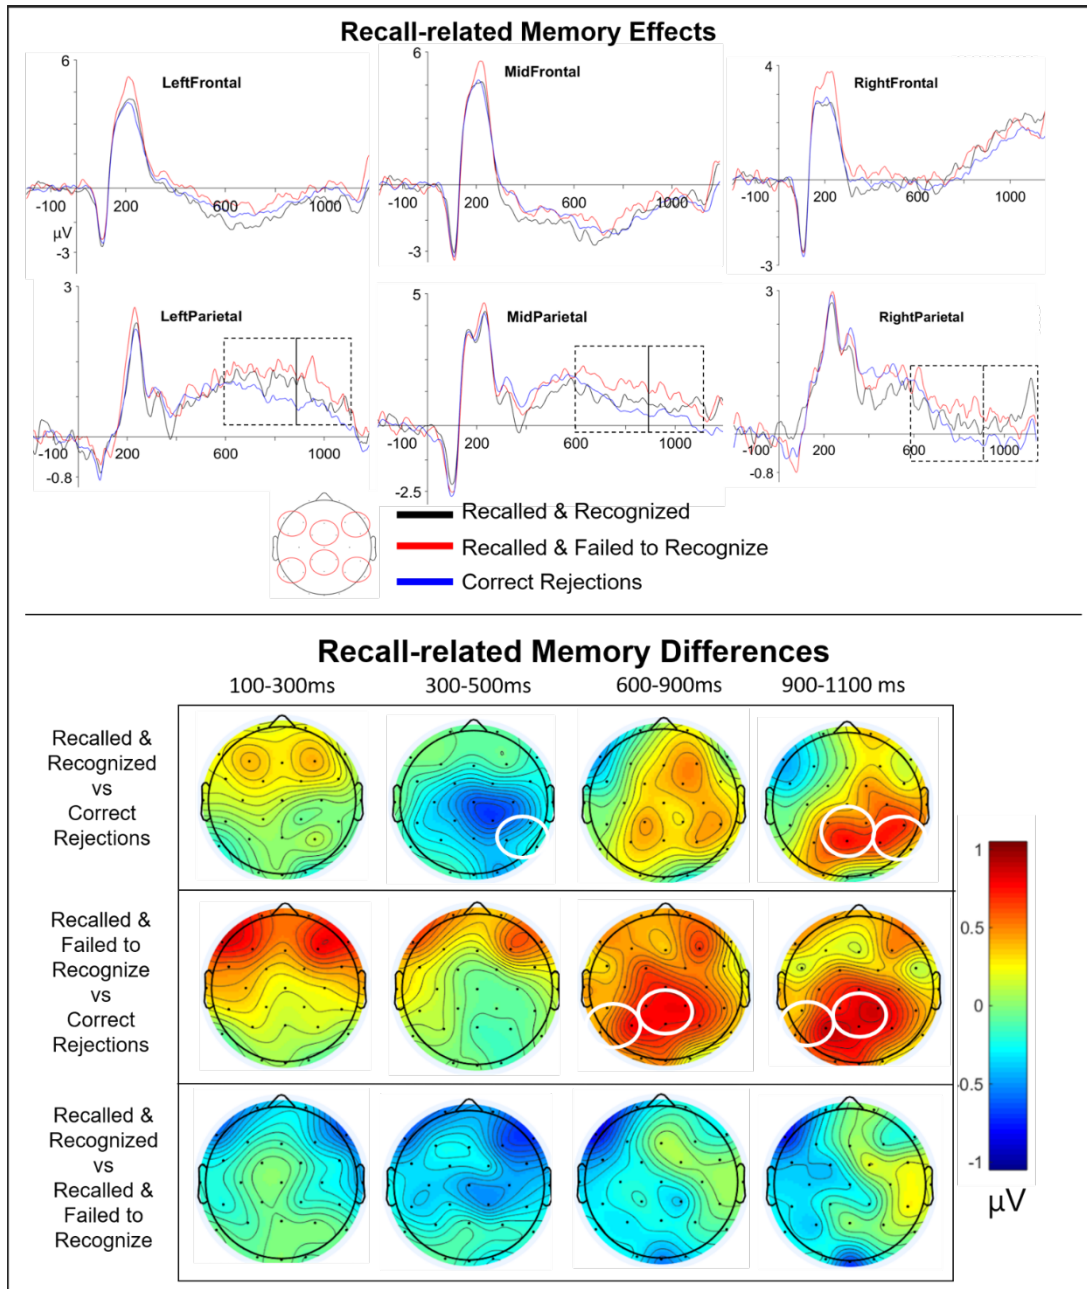 Recall-related Memory Effects
6
LeftFrontal
-100
200
600
1000
μV
-3
6
MidFrontal
-100
200
600
1000
-3
4
RightFrontal
-100
200
600
1000
-3
3
LeftParietal
-100
200
600
1000
-0.8
5
MidParietal
-100
200
600
1000
-2.5
3
RightParietal
-100
200
600
1000
-0.8
Recalled & Recognized
Recalled & Failed to Recognize
Correct Rejections
Recall-related Memory Differences
100-300ms
300-500ms
600-900ms
900-1100 ms
Recalled &
Recognized
vs
Correct
Rejections
Recalled &
Failed to
Recognize
vs
Correct
Rejections
Recalled &
Recognized
vs
Recalled &
Failed to
Recognize
1
0.5
0
-0.5
-1
μV